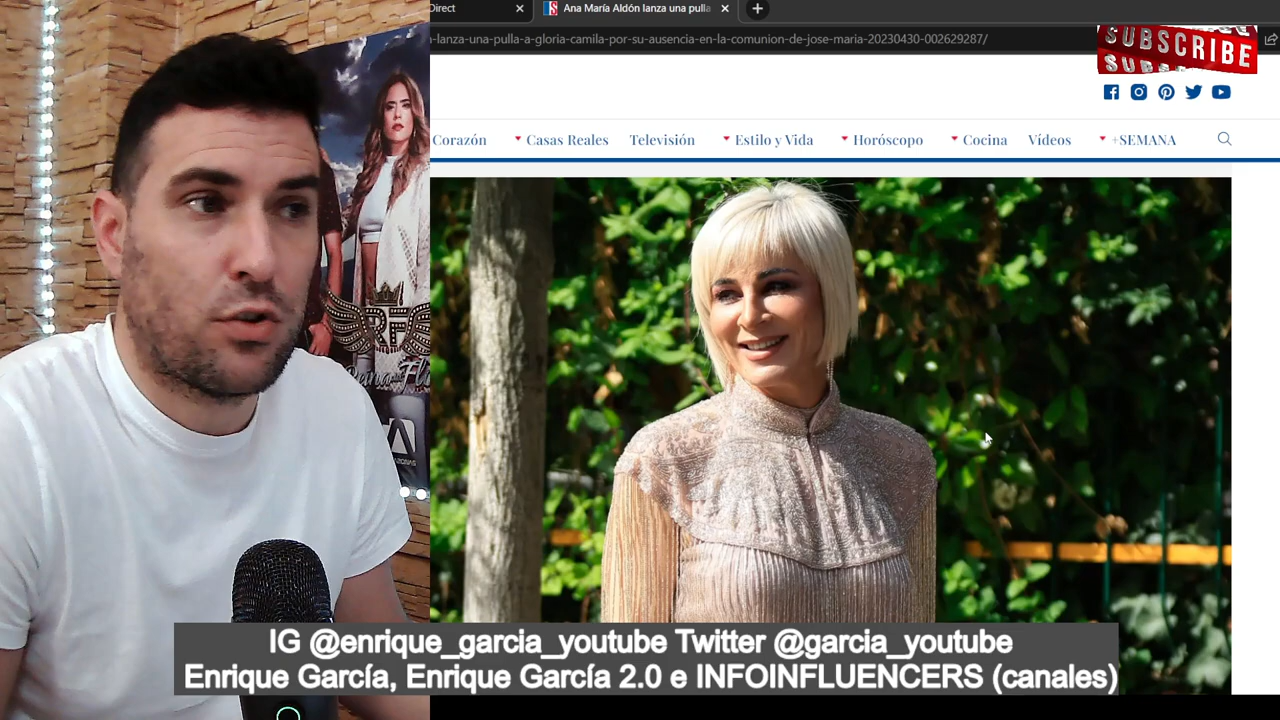 Direct
Ana María Aldón lanza una pulla
-lanza-una-pulla-a-gloria-camila-por-su-ausencia-en-la-comunion-de-jose-maria-20230430-002629287/
SUBSCRIBE
Corazón Casas Reales Televisión Estilo y Vida Horóscopo Cocina Vídeos +SEMANA
RF
IG @enrique_garcia_youtube Twitter @garcia_youtube
Enrique García, Enrique García 2.0 e INFOINFLUENCERS (canales)